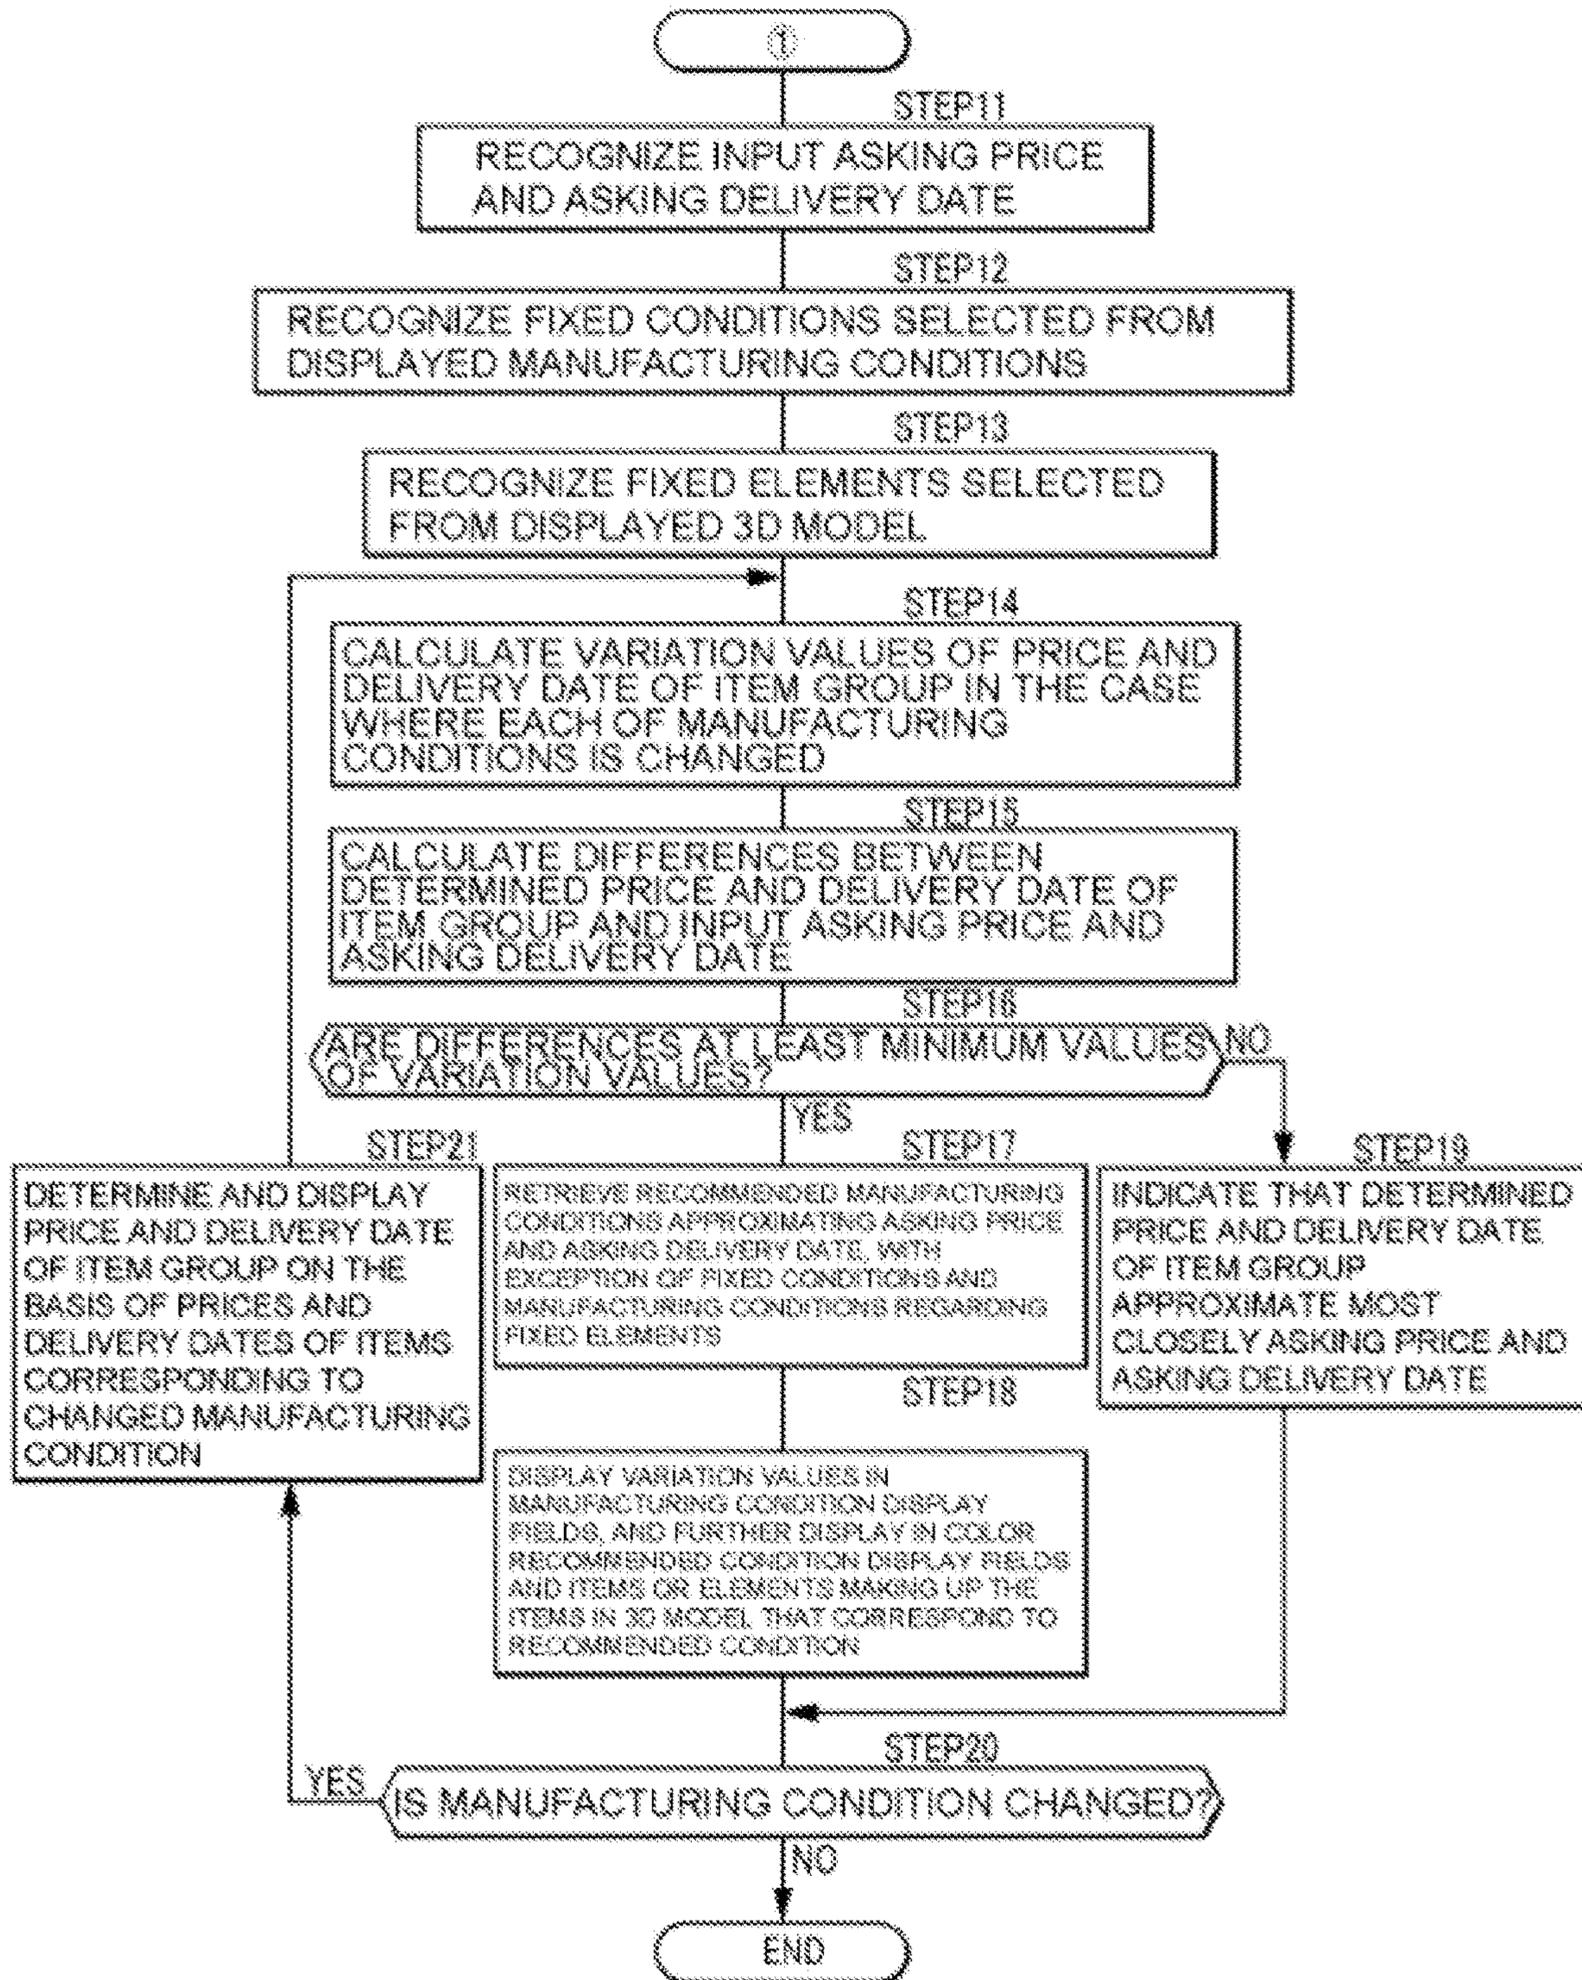 ①
STEP11
RECOGNIZE INPUT ASKING PRICE
AND ASKING DELIVERY DATE
STEP12
RECOGNIZE FIXED CONDITIONS SELECTED FROM
DISPLAYED MANUFACTURING CONDITIONS
STEP13
RECOGNIZE FIXED ELEMENTS SELECTED
FROM DISPLAYED 3D MODEL
STEP14
CALCULATE VARIATION VALUES OF PRICE AND
DELIVERY DATE OF ITEM GROUP IN THE CASE
WHERE EACH OF MANUFACTURING
CONDITIONS IS CHANGED
STEP15
CALCULATE DIFFERENCES BETWEEN
DETERMINED PRICE AND DELIVERY DATE OF
ITEM GROUP AND INPUT ASKING PRICE AND
ASKING DELIVERY DATE
STEP16
ARE DIFFERENCES AT LEAST MINIMUM VALUES
OF VARIATION VALUES?
NO
YES
STEP21
DETERMINE AND DISPLAY
PRICE AND DELIVERY DATE
OF ITEM GROUP ON THE
BASIS OF PRICES AND
DELIVERY DATES OF ITEMS
CORRESPONDING TO
CHANGED MANUFACTURING
CONDITION
STEP17
RETRIEVE RECOMMENDED MANUFACTURING
CONDITIONS APPROXIMATING ASKING PRICE
AND ASKING DELIVERY DATE, WITH
EXCEPTION OF FIXED CONDITIONS AND
MANUFACTURING CONDITIONS REGARDING
FIXED ELEMENTS
STEP19
INDICATE THAT DETERMINED
PRICE AND DELIVERY DATE
OF ITEM GROUP
APPROXIMATE MOST
CLOSELY ASKING PRICE AND
ASKING DELIVERY DATE
STEP18
DISPLAY VARIATION VALUES IN
MANUFACTURING CONDITION DISPLAY
FIELDS, AND FURTHER DISPLAY IN COLOR
RECOMMENDED CONDITION DISPLAY FIELDS
AND ITEMS OR ELEMENTS MAKING UP THE
ITEMS IN 3D MODEL THAT CORRESPOND TO
RECOMMENDED CONDITION
STEP20
YES
IS MANUFACTURING CONDITION CHANGED?
NO
END